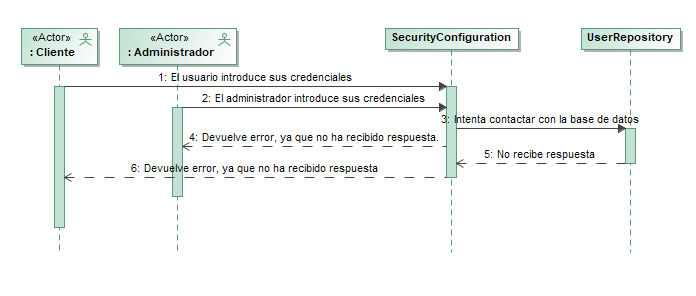 «Actor»
: Cliente
«Actor»
: Administrador
SecurityConfiguration
UserRepository
1: El usuario introduce sus credenciales
2: El administrador introduce sus credenciales
3: Intenta contactar con la base de datos
4: Devuelve error, ya que no ha recibido respuesta.
5: No recibe respuesta
6: Devuelve error, ya que no ha recibido respuesta